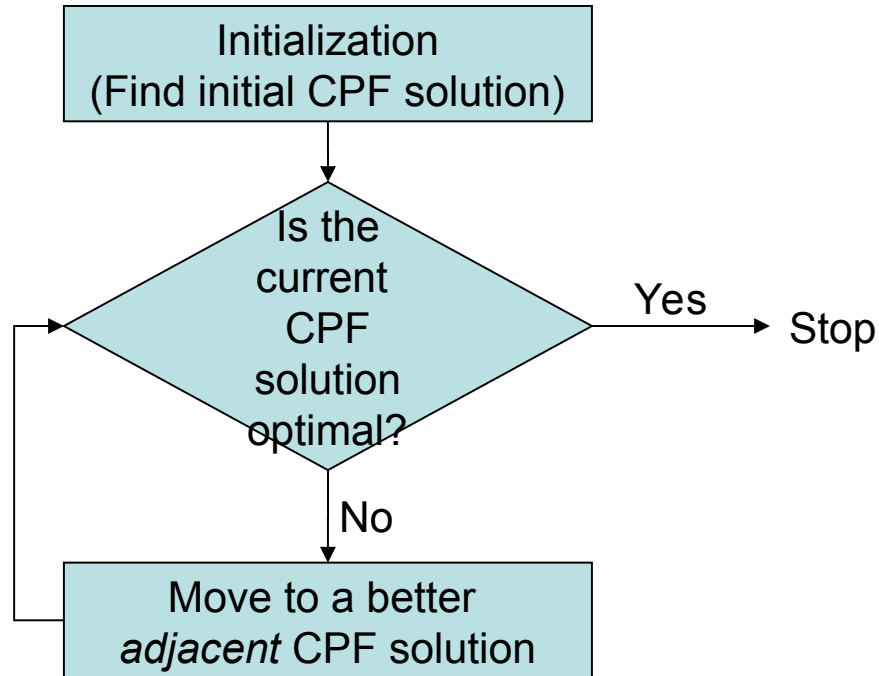 Initialization
(Find initial CPF solution)
Is the
current
CPF
solution
optimal?
Yes
Stop
No
Move to a better
adjacent CPF solution